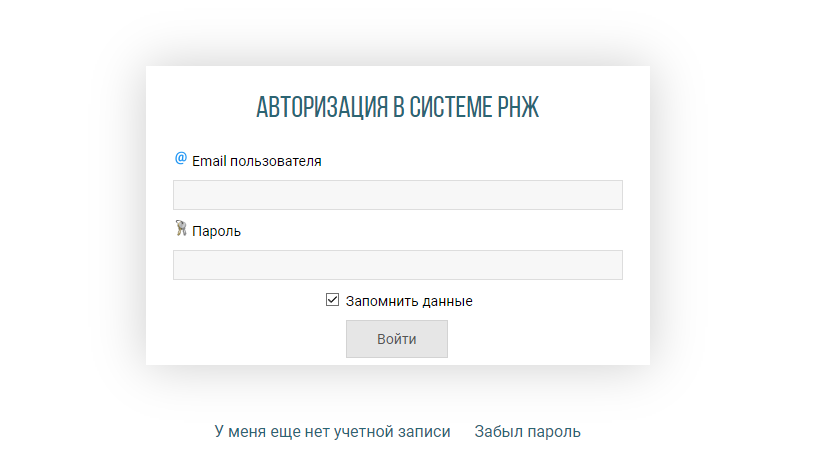 АВТОРИЗАЦИЯ В СИСТЕМЕ РНЖ
@ Email пользователя
Пароль
Запомнить данные
Войти
У меня еще нет учетной записи Забыл пароль